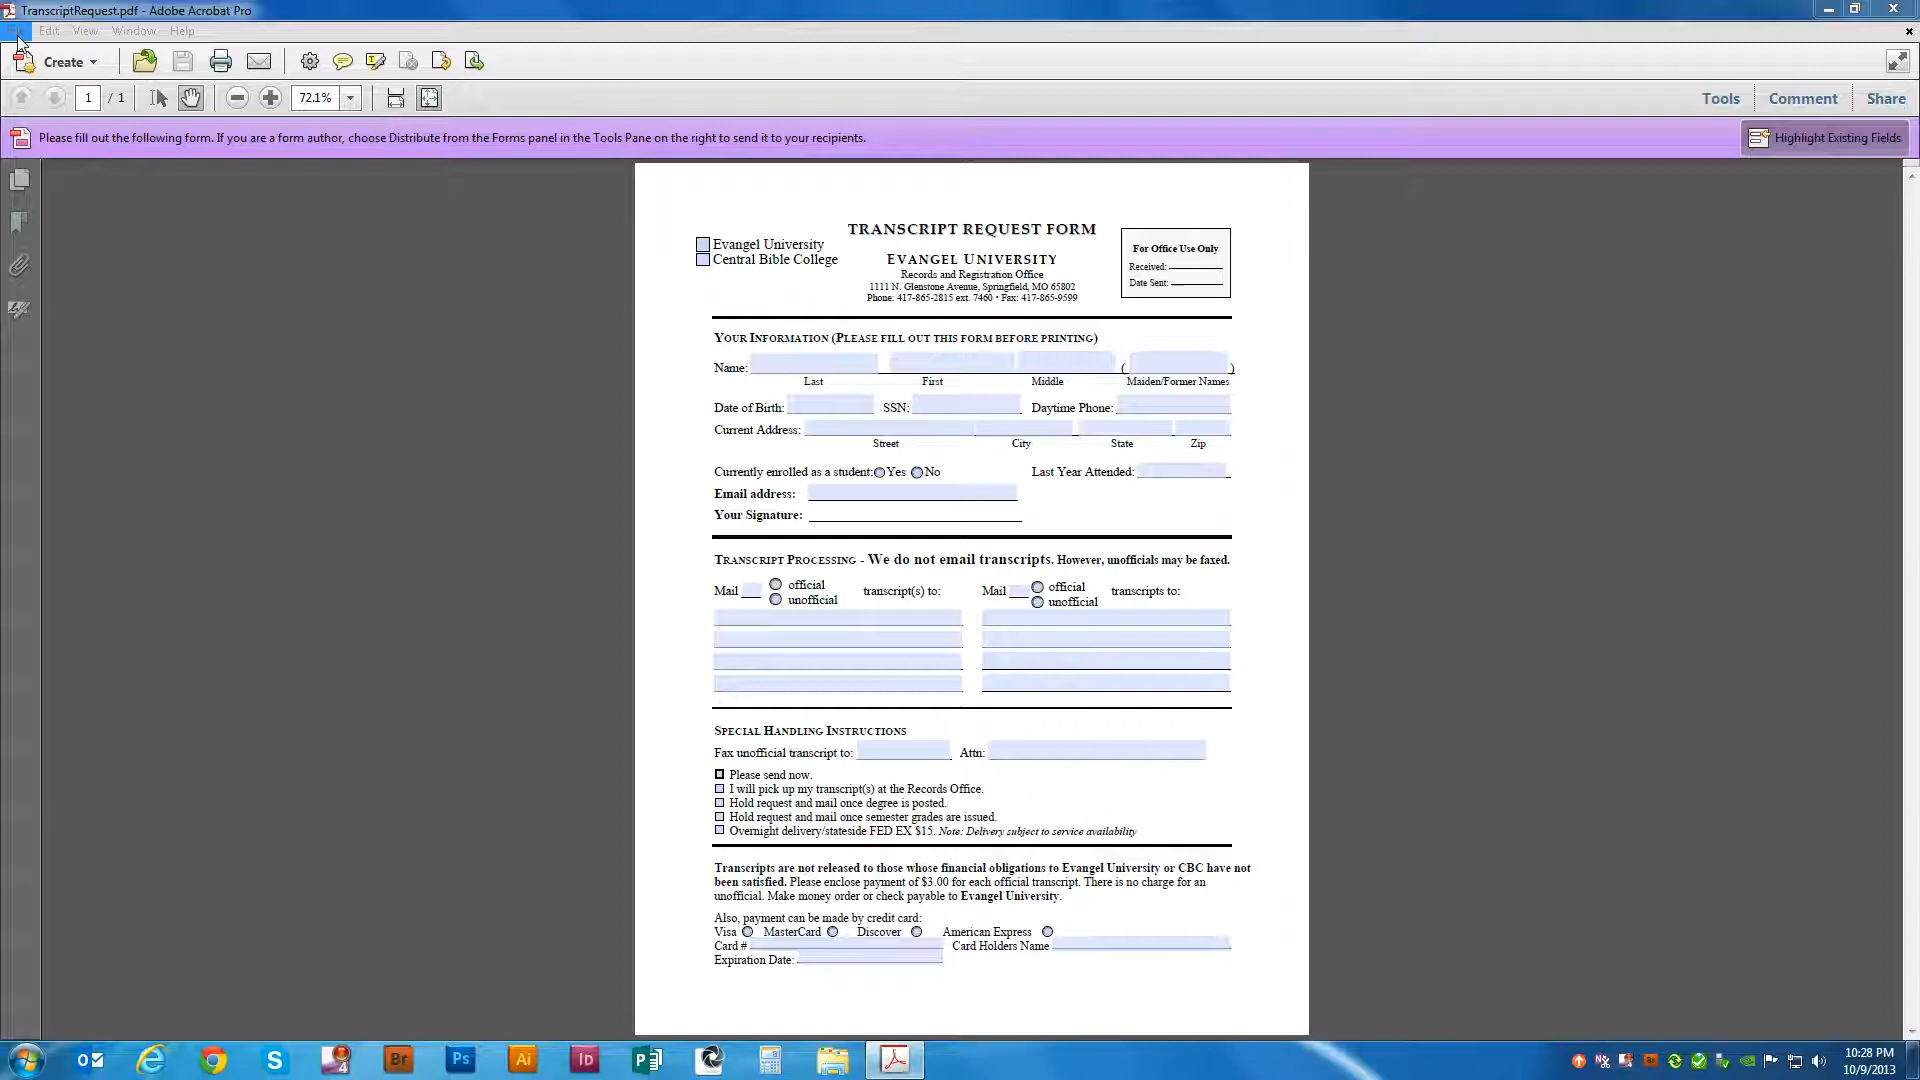 TranscriptRequest.pdf - Adobe Acrobat Pro
File Edit View Window Help
Create
1 / 1 72.1% Tools Comment Share
Please fill out the following form. If you are a form author, choose Distribute from the Forms panel in the Tools Pane on the right to send it to your recipients. Highlight Existing Fields
TRANSCRIPT REQUEST FORM
Evangel University
Central Bible College
EVANGEL UNIVERSITY
Records and Registration Office
1111 N. Glenstone Avenue, Springfield, MO 65802
Phone: 417-865-2815 ext. 7460 • Fax: 417-865-9599
For Office Use Only
Received:
Date Sent:
YOUR INFORMATION (PLEASE FILL OUT THIS FORM BEFORE PRINTING)
Name: ( )
Last First Middle Maiden/Former Names
Date of Birth: SSN: Daytime Phone:
Current Address:
Street City State Zip
Currently enrolled as a student: Yes No Last Year Attended:
Email address:
Your Signature:
TRANSCRIPT PROCESSING - We do not email transcripts. However, unofficials may be faxed.
Mail official unofficial transcript(s) to:
Mail official unofficial transcripts to:
SPECIAL HANDLING INSTRUCTIONS
Fax unofficial transcript to: Attn:
Please send now.
I will pick up my transcript(s) at the Records Office.
Hold request and mail once degree is posted.
Hold request and mail once semester grades are issued.
Overnight delivery/stateside FED EX $15. Note: Delivery subject to service availability
Transcripts are not released to those whose financial obligations to Evangel University or CBC have not
been satisfied. Please enclose payment of $3.00 for each official transcript. There is no charge for an
unofficial. Make money order or check payable to Evangel University.
Also, payment can be made by credit card:
Visa MasterCard Discover American Express
Card # Card Holders Name
Expiration Date:
Br Ps Ai Id P
10:28 PM
10/9/2013